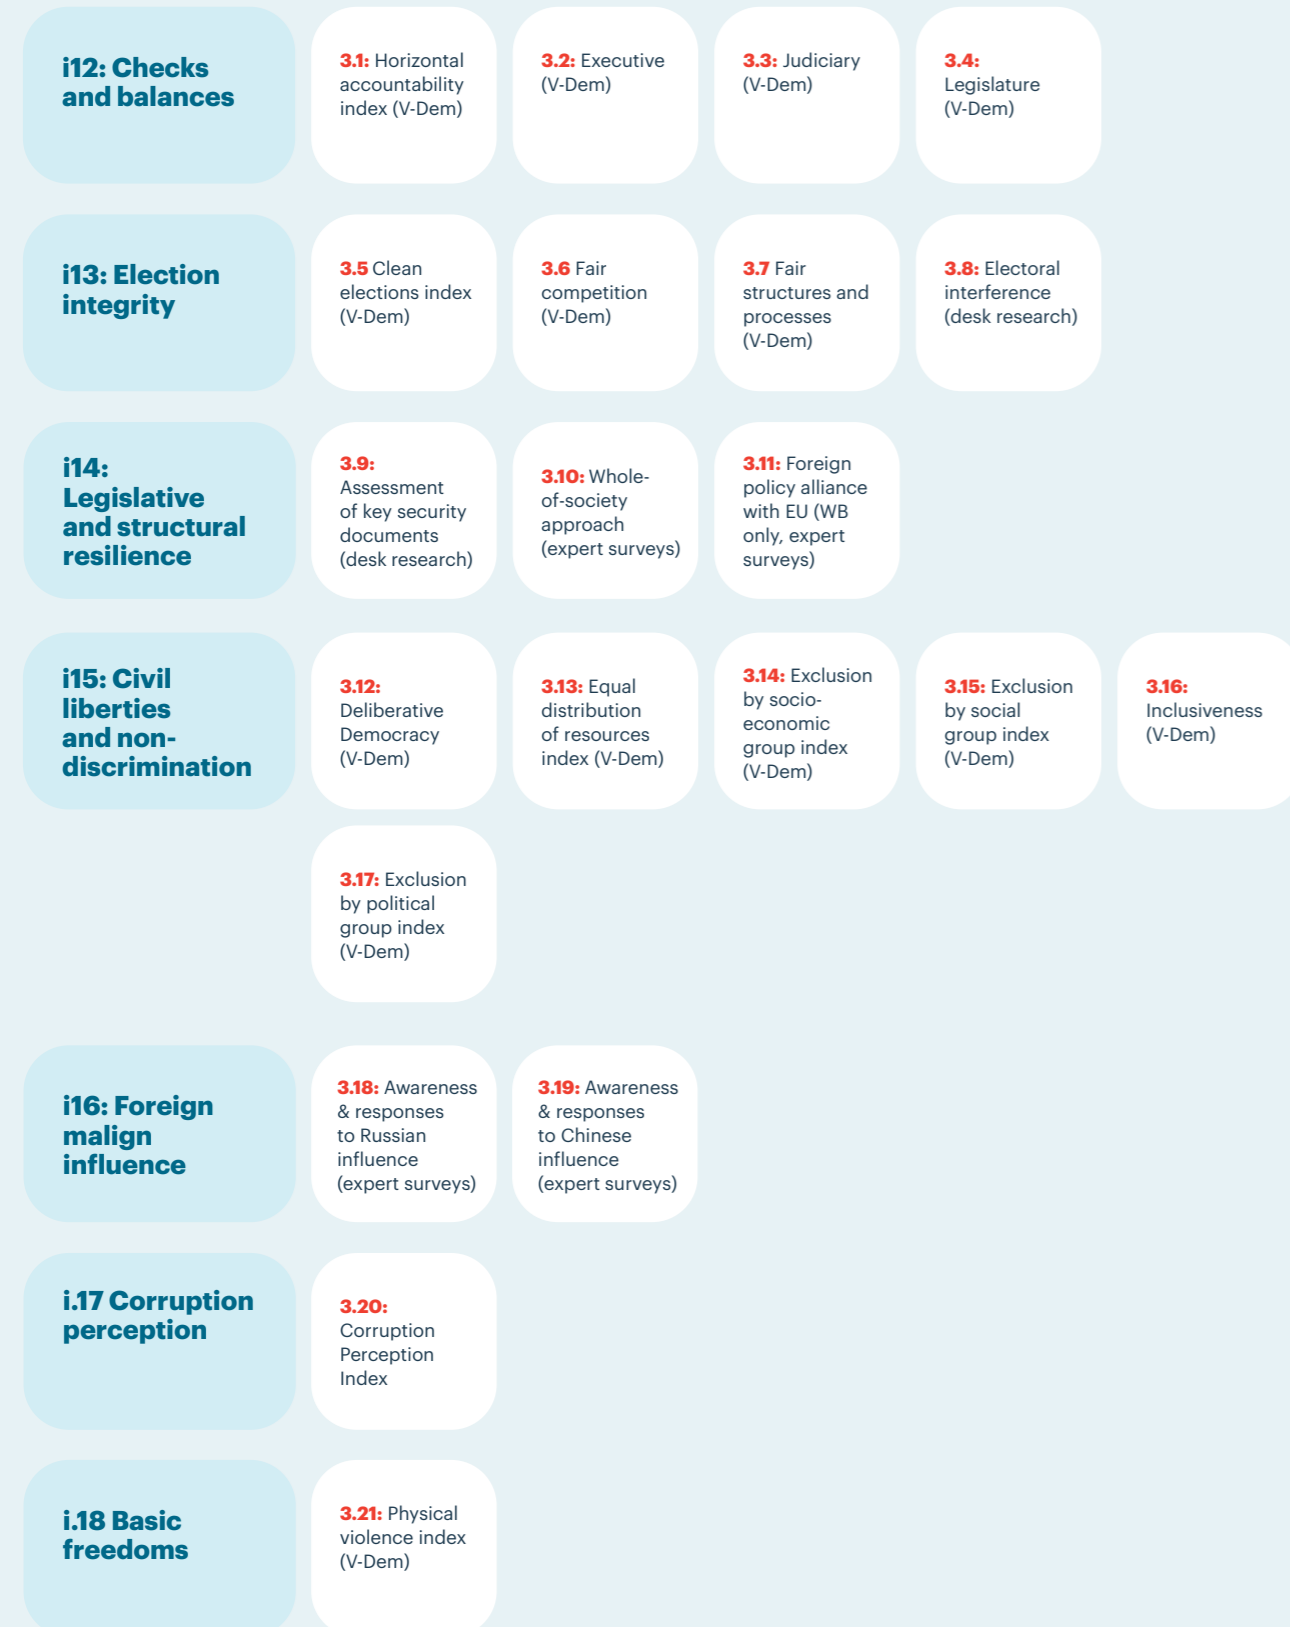 i12: Checks
and balances
3.1: Horizontal
accountability
index (V-Dem)
3.2: Executive
(V-Dem)
3.3: Judiciary
(V-Dem)
3.4:
Legislature
(V-Dem)
i13: Election
integrity
3.5 Clean
elections index
(V-Dem)
3.6 Fair
competition
(V-Dem)
3.7 Fair
structures and
processes
(V-Dem)
3.8: Electoral
interference
(desk research)
i14:
Legislative
and structural
resilience
3.9:
Assessment
of key security
documents
(desk research)
3.10: Whole-
of-society
approach
(expert surveys)
3.11: Foreign
policy alliance
with EU (WB
only, expert
surveys)
i15: Civil
liberties
and non-
discrimination
3.12:
Deliberative
Democracy
(V-Dem)
3.13: Equal
distribution
of resources
index (V-Dem)
3.14: Exclusion
by socio-
economic
group index
(V-Dem)
3.15: Exclusion
by social
group index
(V-Dem)
3.16:
Inclusiveness
(V-Dem)
3.17: Exclusion
by political
group index
(V-Dem)
i16: Foreign
malign
influence
3.18: Awareness
& responses
to Russian
influence
(expert surveys)
3.19: Awareness
& responses
to Chinese
influence
(expert surveys)
i.17 Corruption
perception
3.20:
Corruption
Perception
Index
i.18 Basic
freedoms
3.21: Physical
violence index
(V-Dem)